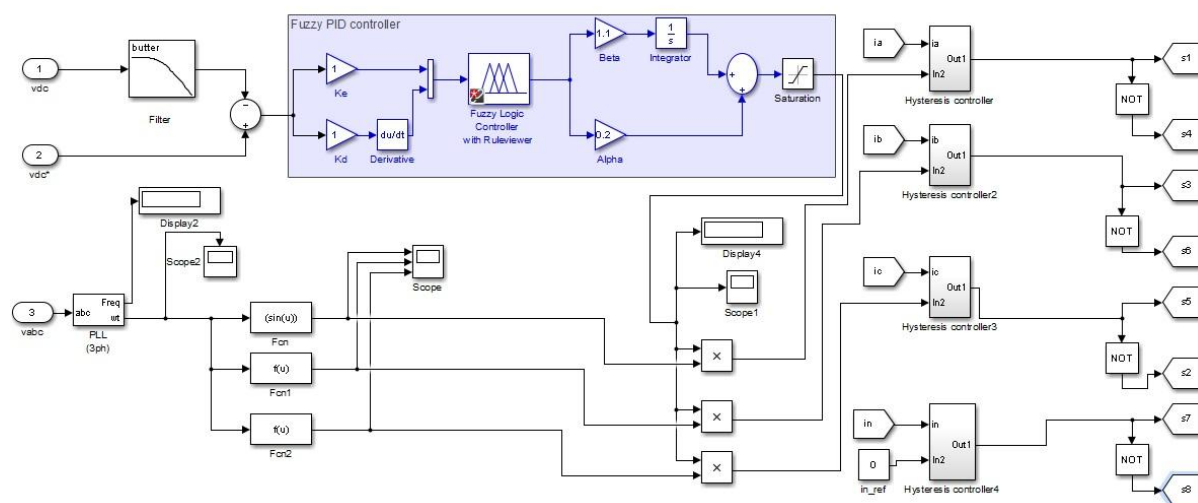 Fuzzy PID controller
butter
1
vdc
Filter
−
+
2
vdc*
1
Ke
1
Kd
du/dt
Derivative
Fuzzy Logic
Controller
with Ruleviewer
1.1
Beta
1
s
Integrator
0.2
Alpha
+
+
Saturation
ia
ia
Out1
In2
Hysteresis controller
s1
NOT
s4
ib
ib
Out1
In2
Hysteresis controller2
s3
NOT
s6
Display2
Scope2
Scope
Display4
Scope1
ic
ic
Out1
In2
Hysteresis controller3
s5
NOT
s2
3
vabc
abc
Freq
wt
PLL
(3ph)
(sin(u))
Fcn
f(u)
Fcn1
f(u)
Fcn2
×
×
×
in
in
Out1
In2
0
in_ref
Hysteresis controller4
s7
NOT
s8